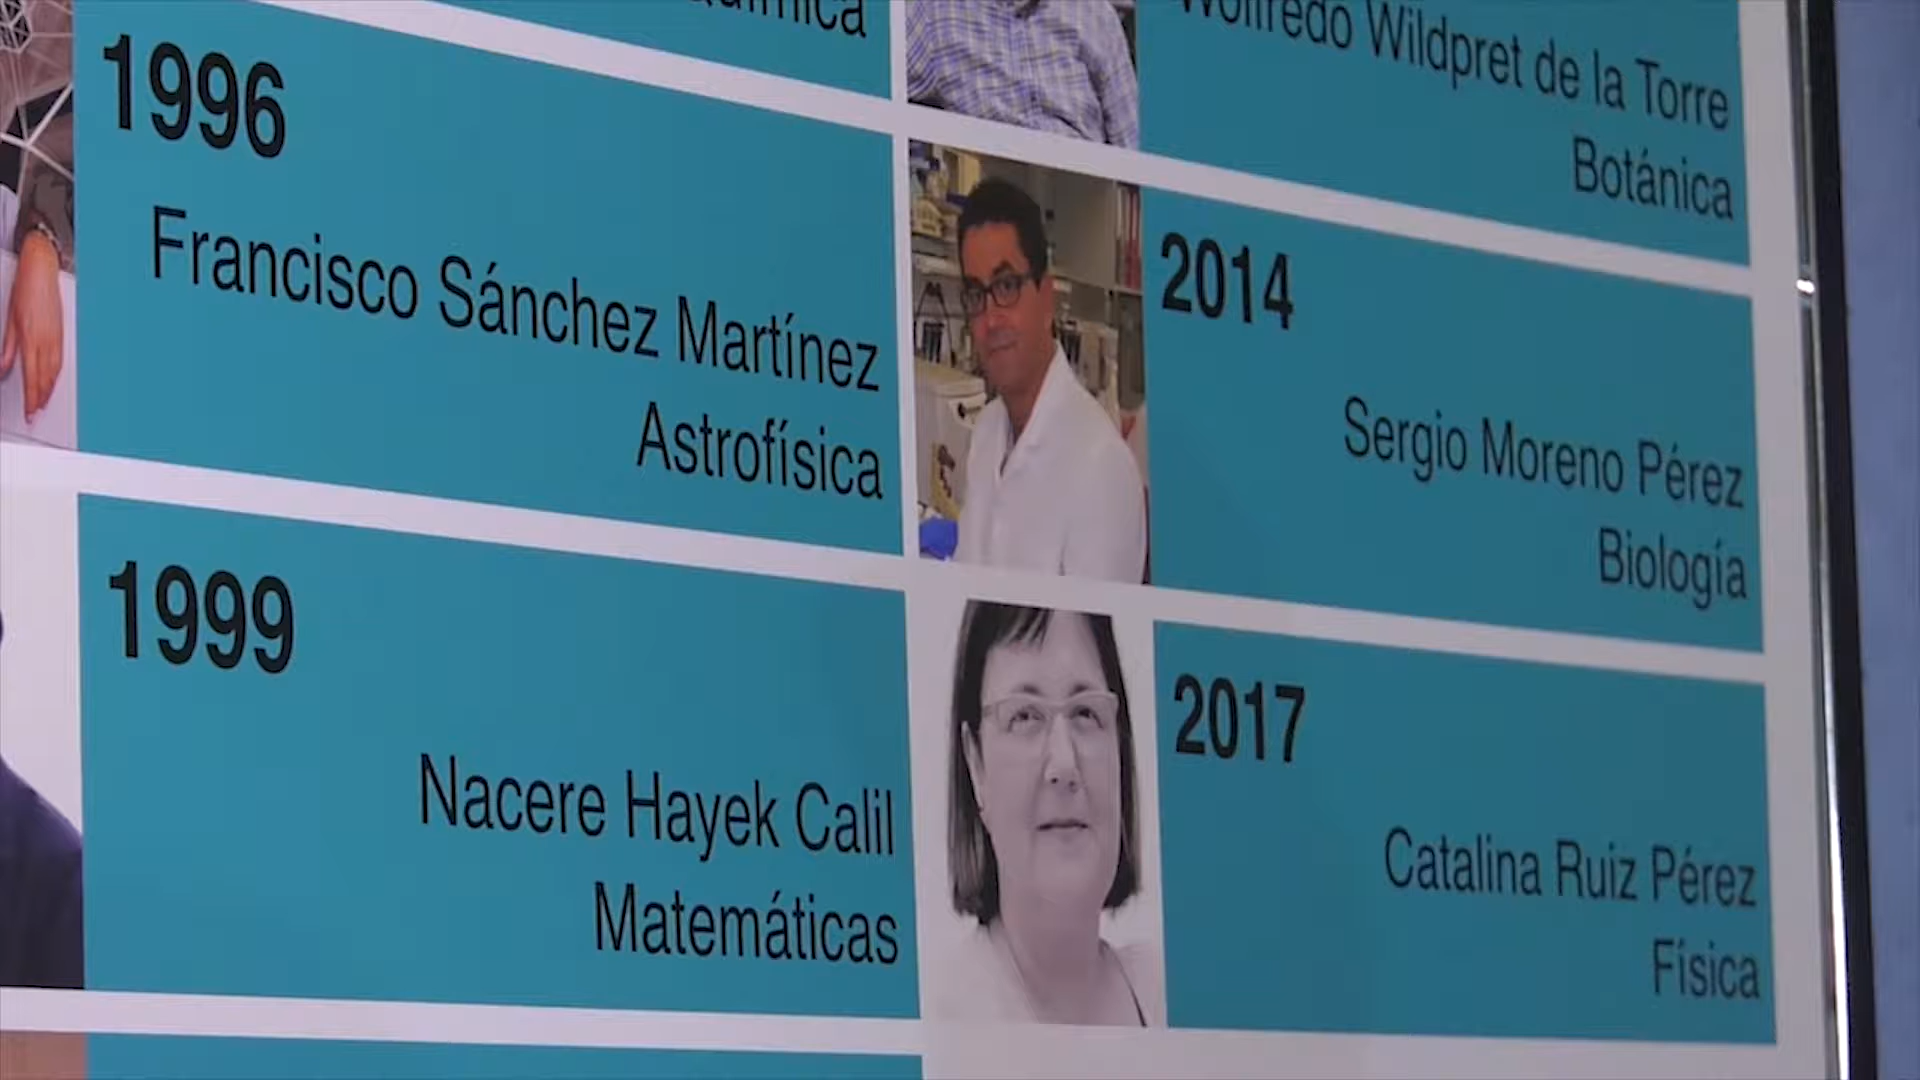 1996
Francisco Sánchez Martínez
Astrofísica
1999
Nacere Hayek Calil
Matemáticas
Wolfredo Wildpret de la Torre
Botánica
2014
Sergio Moreno Pérez
Biología
2017
Catalina Ruiz Pérez
Física